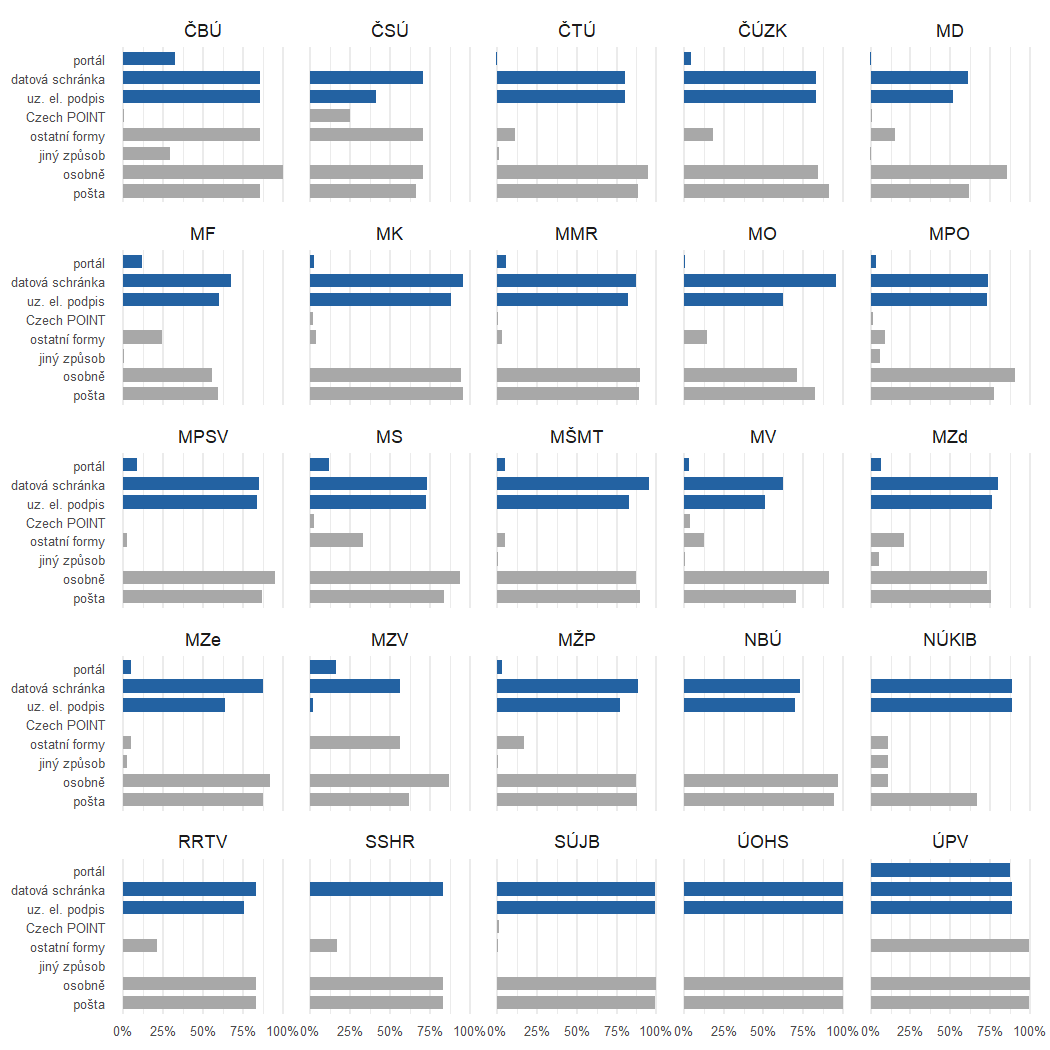 ČBÚ ČSÚ ČTÚ ČÚZK MD
portál
datová schránka
uz. el. podpis
Czech POINT
ostatní formy
jiný způsob
osobně
pošta
MF MK MMR MO MPO
portál
datová schránka
uz. el. podpis
Czech POINT
ostatní formy
jiný způsob
osobně
pošta
MPSV MS MŠMT MV MZd
portál
datová schránka
uz. el. podpis
Czech POINT
ostatní formy
jiný způsob
osobně
pošta
MZe MZV MŽP NBÚ NÚKIB
portál
datová schránka
uz. el. podpis
Czech POINT
ostatní formy
jiný způsob
osobně
pošta
RRTV SSHR SÚJB ÚOHS ÚPV
portál
datová schránka
uz. el. podpis
Czech POINT
ostatní formy
jiný způsob
osobně
pošta
0% 25% 50% 75% 100% 0% 25% 50% 75% 100% 0% 25% 50% 75% 100% 0% 25% 50% 75% 100% 0% 25% 50% 75% 100%